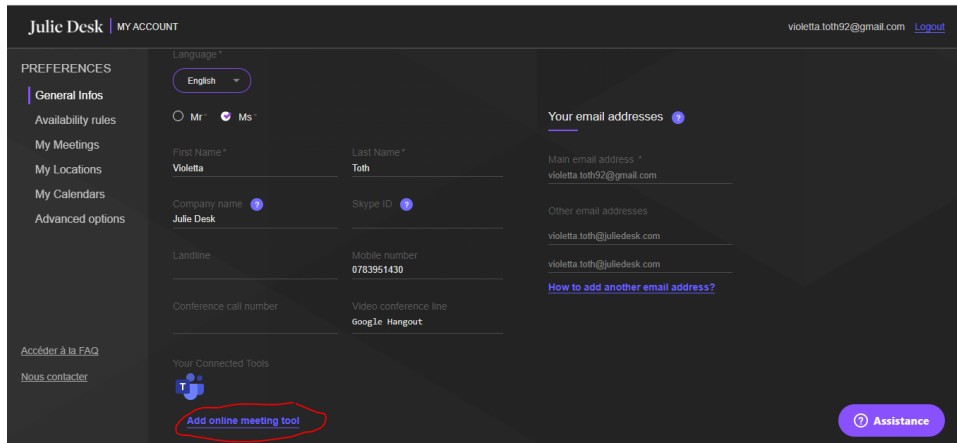 Julie Desk | MY ACCOUNT
violetta.toth92@gmail.com Logout
PREFERENCES
General Infos
Availability rules
My Meetings
My Locations
My Calendars
Advanced options
Accéder à la FAQ
Nous contacter
Language *
English
Mr * Ms *
First Name *
Violetta
Last Name *
Toth
Company name ?
Julie Desk
Skype ID ?
Landline
Mobile number
0783951430
Conference call number
Video conference line
Google Hangout
Your Connected Tools
T
Add online meeting tool
Your email addresses ?
Main email address *
violetta.toth92@gmail.com
Other email addresses
violetta.toth@juliedesk.com
violetta.toth@juliedesk.com
How to add another email address?
? Assistance